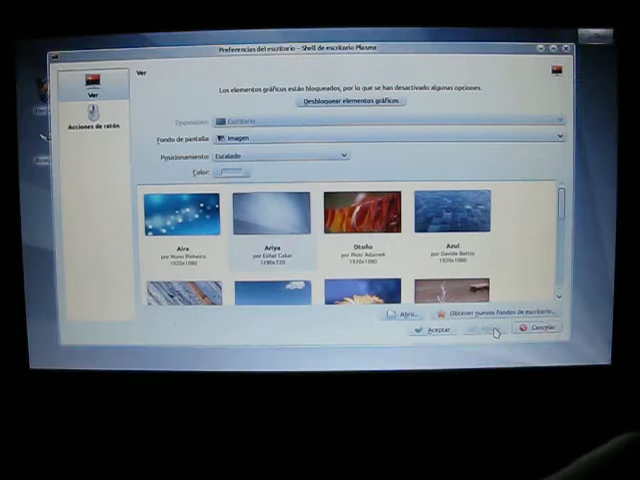 Preferencias del escritorio – Shell de escritorio Plasma
Ver
Ver
Acciones de ratón
Los elementos gráficos están bloqueados, por lo que se han desactivado algunas opciones.
Desbloquear elementos gráficos
Disposición: Escritorio
Fondo de pantalla: Imagen
Posicionamiento: Escalado
Color:
Aire
por Nuno Pinheiro
1920x1080
Ariya
por
1280x720
Otoño
por Piotr Adamek
1920x1080
Azul
por Davide Bettio
1920x1080
Abrir...
Obtener nuevos fondos de escritorio...
Aceptar
Cancelar